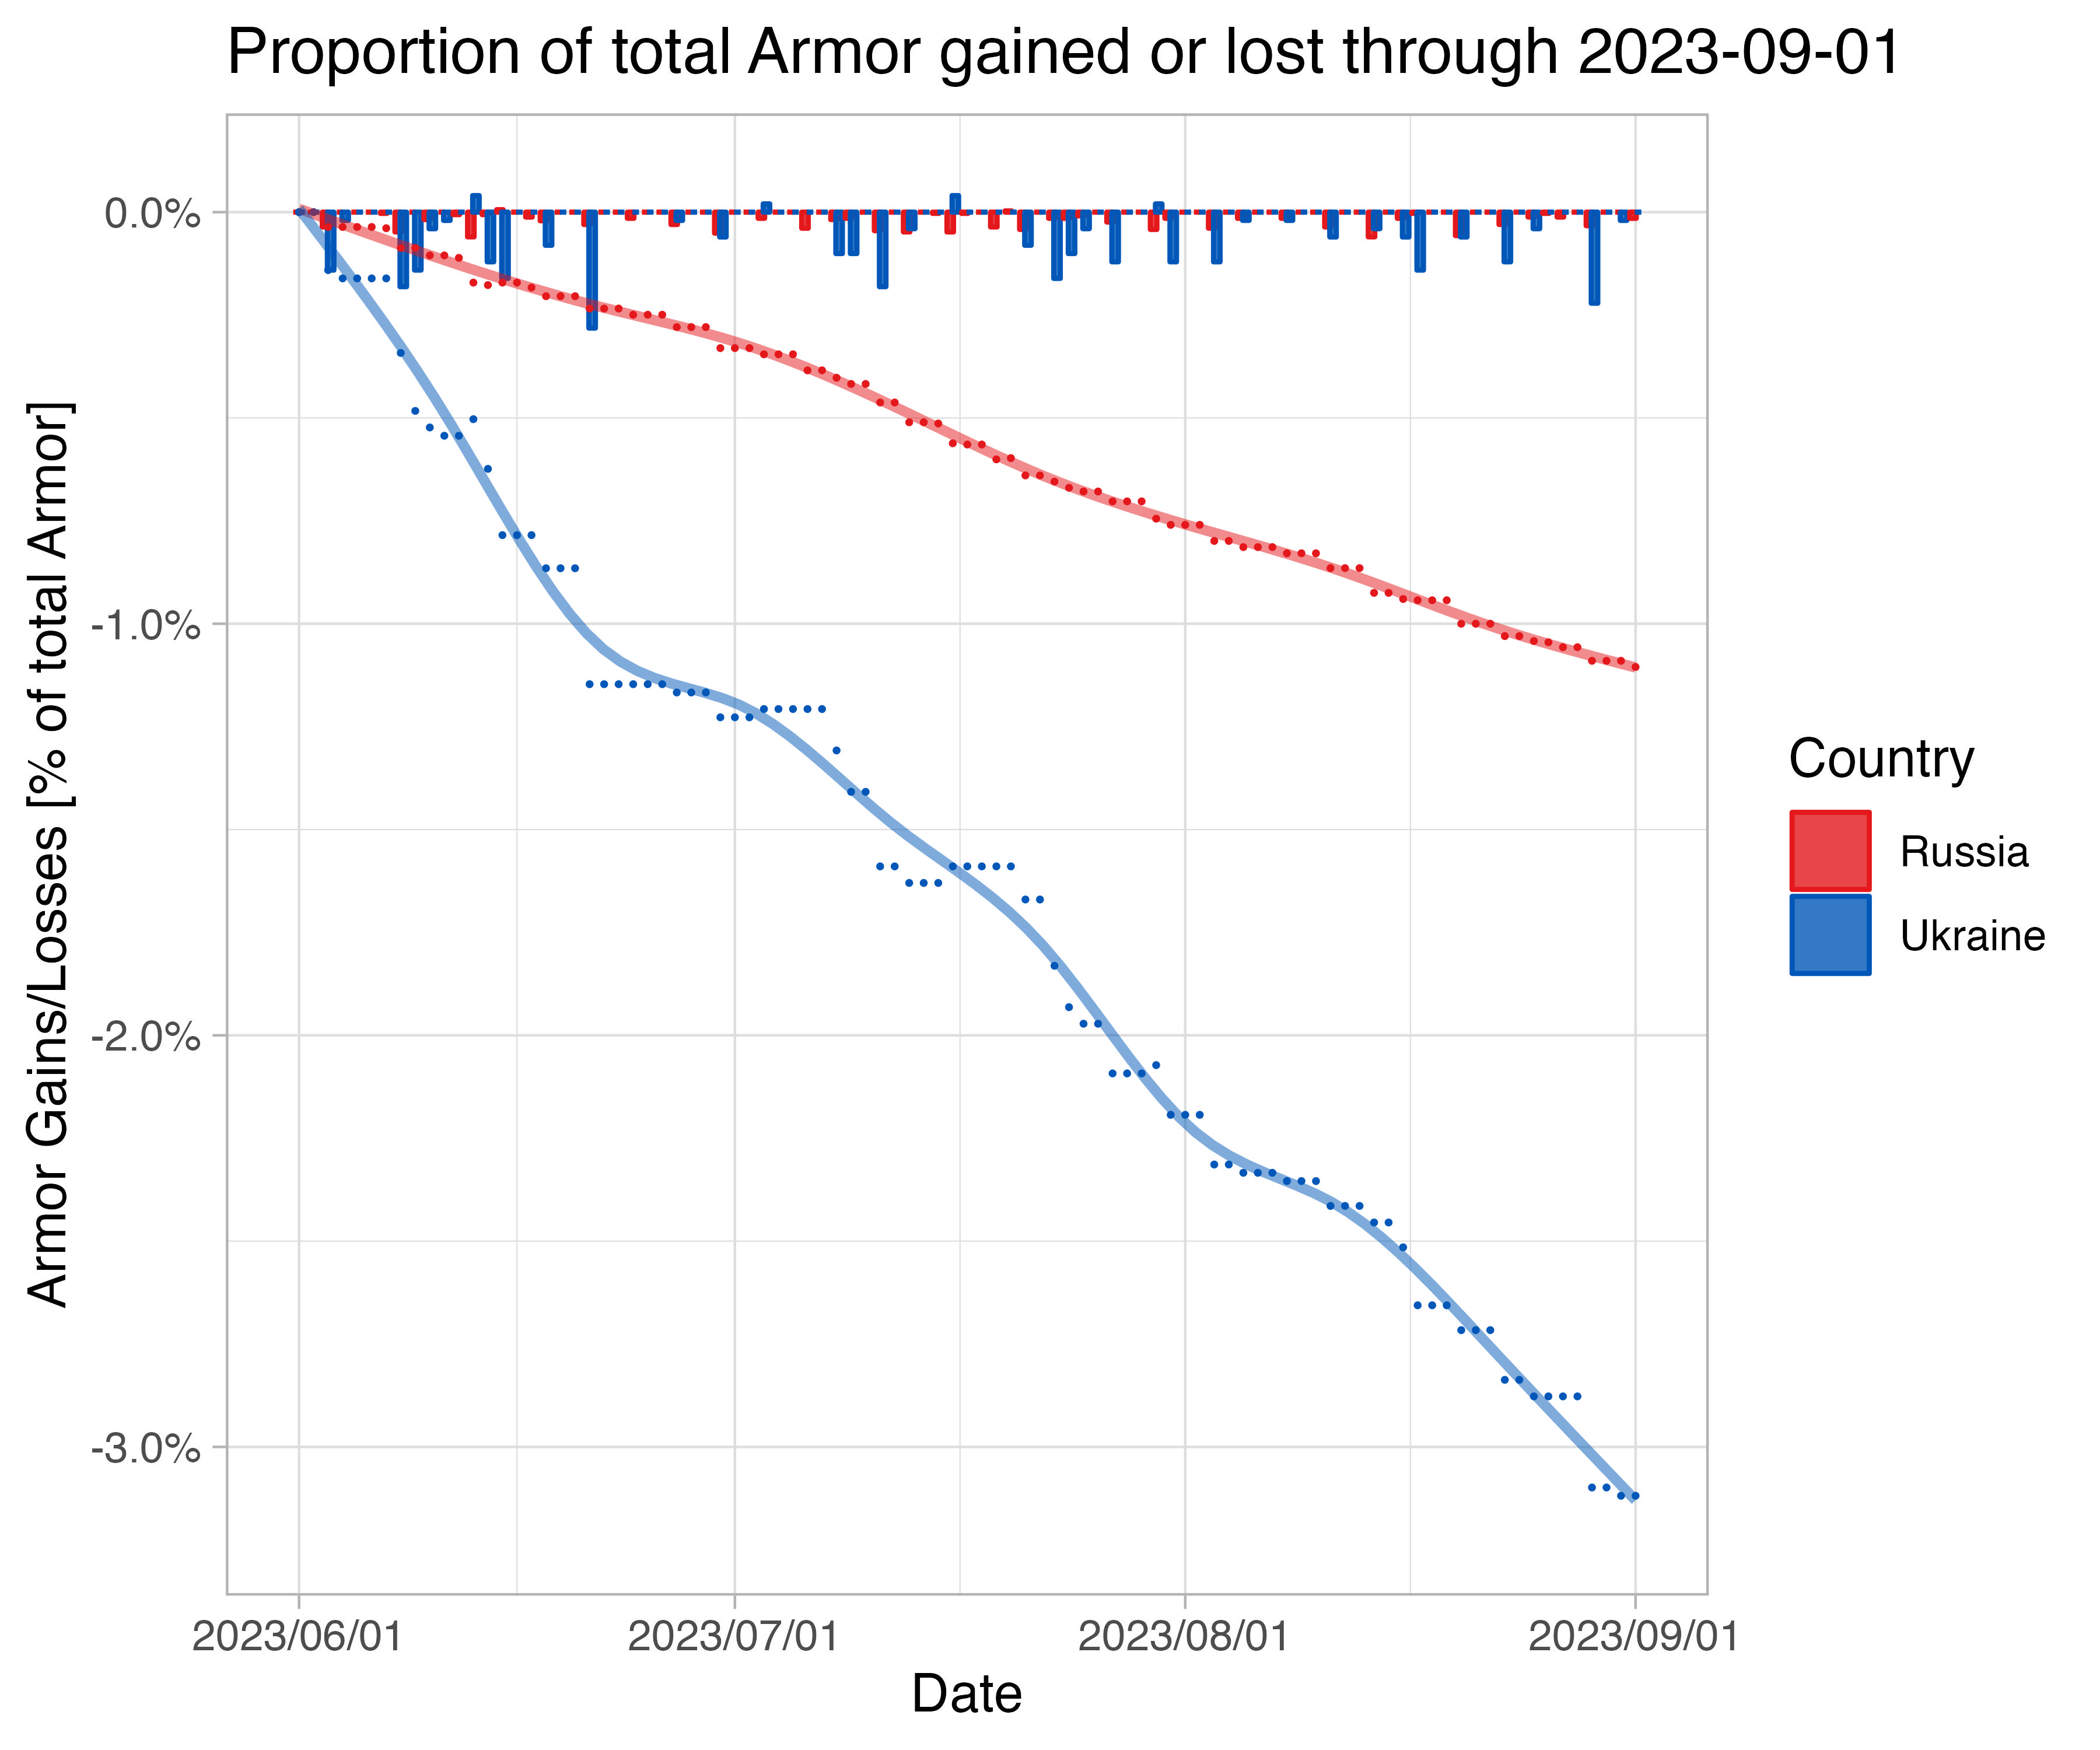 Proportion of total Armor gained or lost through 2023-09-01
Armor Gains/Losses [% of total Armor]
0.0%
-1.0%
-2.0%
-3.0%
2023/06/01
2023/07/01
2023/08/01
2023/09/01
Date
Country
Russia
Ukraine